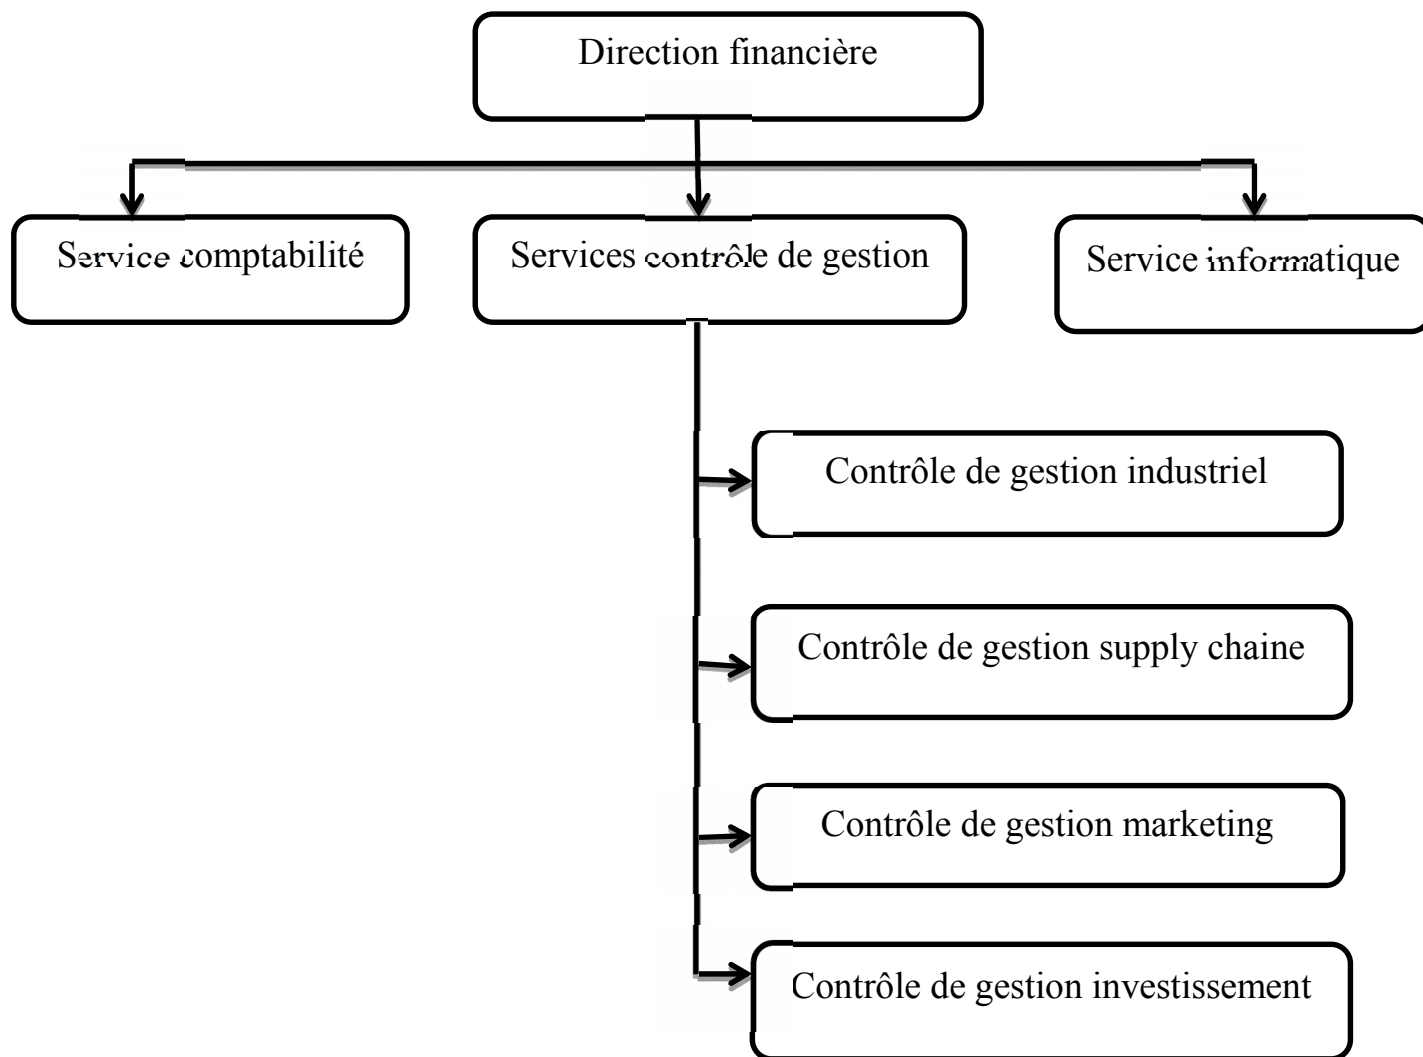 Direction financière
Service comptabilité
Services contrôle de gestion
Service informatique
Contrôle de gestion industriel
Contrôle de gestion supply chaine
Contrôle de gestion marketing
Contrôle de gestion investissement